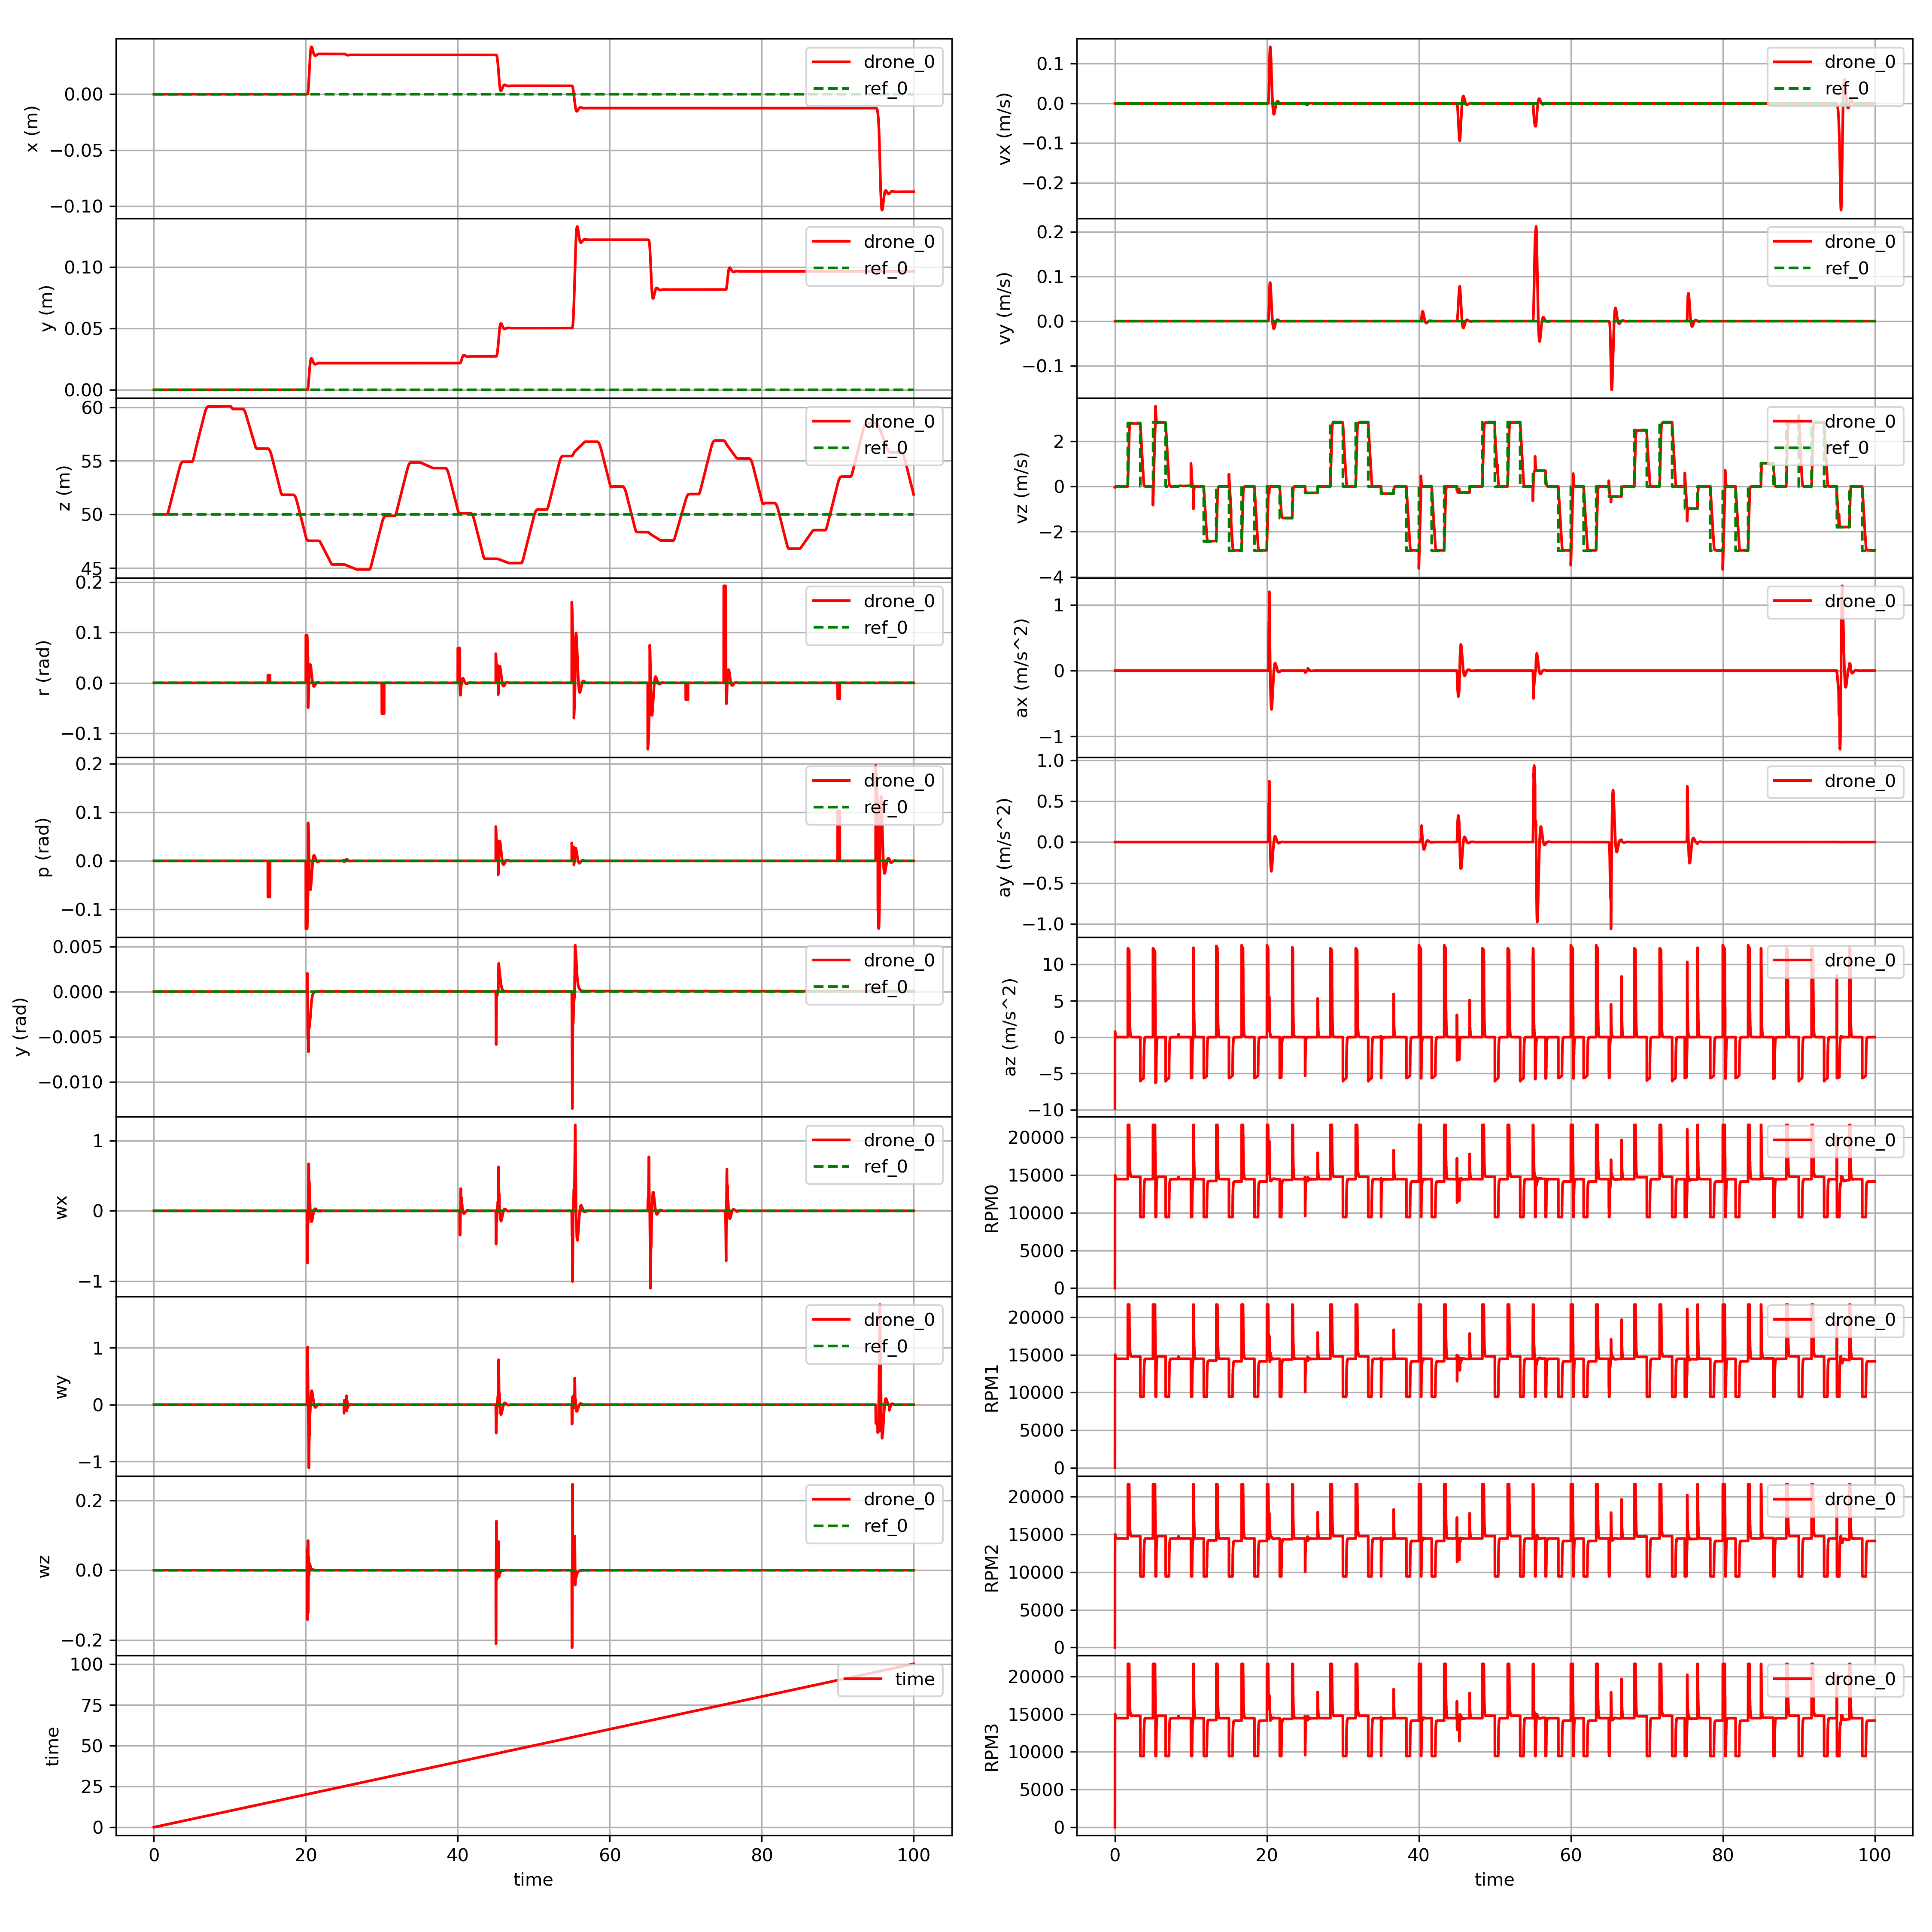 x (m)
0.00
−0.05
−0.10
drone_0
ref_0
y (m)
0.10
0.05
0.00
drone_0
ref_0
z (m)
60
55
50
45
drone_0
ref_0
r (rad)
0.2
0.1
0.0
−0.1
drone_0
ref_0
p (rad)
0.2
0.1
0.0
−0.1
drone_0
ref_0
y (rad)
0.005
0.000
−0.005
−0.010
drone_0
ref_0
wx
1
0
−1
drone_0
ref_0
wy
1
0
−1
drone_0
ref_0
wz
0.2
0.0
−0.2
drone_0
ref_0
time
100
75
50
25
0
time
0 20 40 60 80 100
time
vx (m/s)
0.1
0.0
−0.1
−0.2
drone_0
ref_0
vy (m/s)
0.2
0.1
0.0
−0.1
drone_0
ref_0
vz (m/s)
2
0
−2
−4
drone_0
ref_0
ax (m/s^2)
1
0
−1
drone_0
ay (m/s^2)
1.0
0.5
0.0
−0.5
−1.0
drone_0
az (m/s^2)
10
5
0
−5
−10
drone_0
RPM0
20000
15000
10000
5000
0
drone_0
RPM1
20000
15000
10000
5000
0
drone_0
RPM2
20000
15000
10000
5000
0
drone_0
RPM3
20000
15000
10000
5000
0
drone_0
0 20 40 60 80 100
time